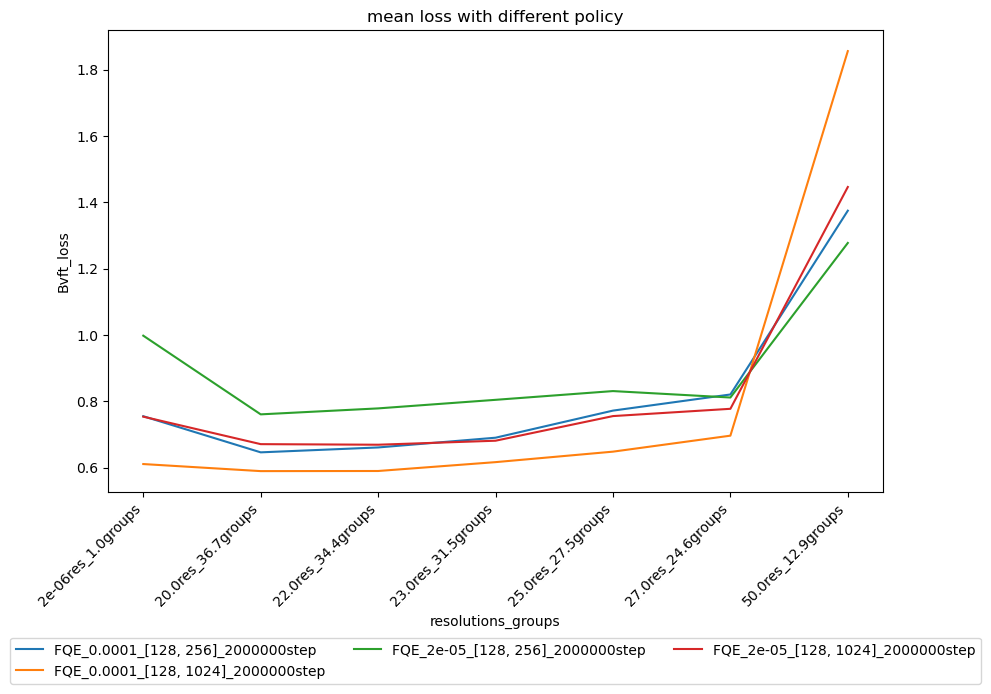 mean loss with different policy
Bvft_loss
1.8
1.6
1.4
1.2
1.0
0.8
0.6
2e-06res_1.0groups
20.0res_36.7groups
22.0res_34.4groups
23.0res_31.5groups
25.0res_27.5groups
27.0res_24.6groups
50.0res_12.9groups
resolutions_groups
FQE_0.0001_[128, 256]_2000000step
FQE_0.0001_[128, 1024]_2000000step
FQE_2e-05_[128, 256]_2000000step
FQE_2e-05_[128, 1024]_2000000step